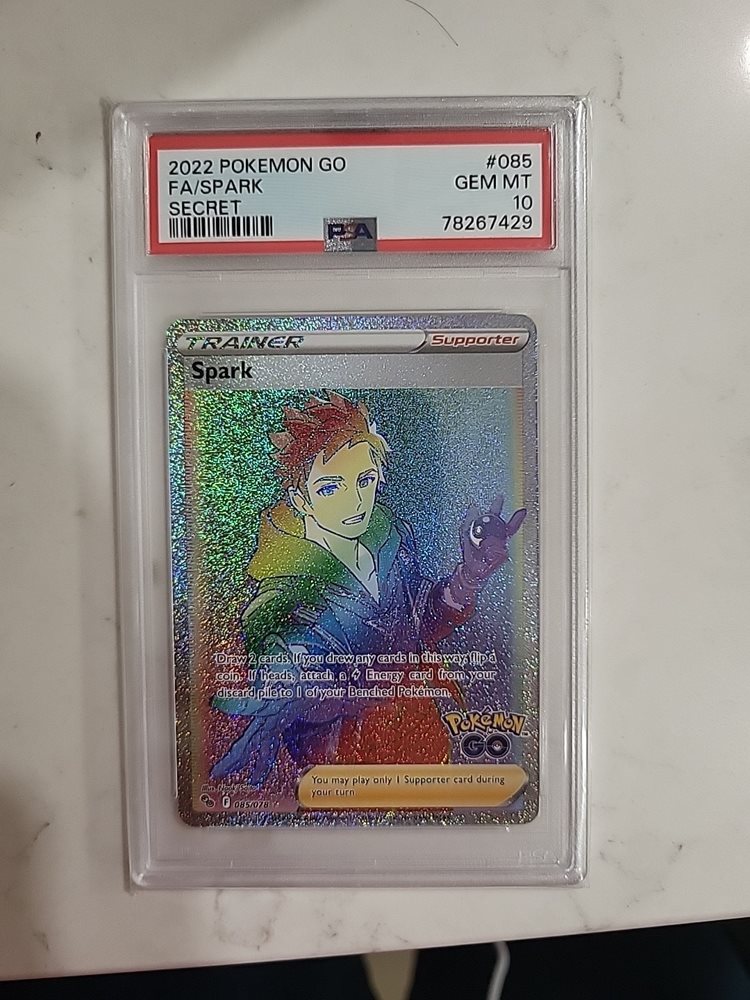 2022 POKEMON GO #085
FA/SPARK GEM MT
SECRET 10
78267429
PSA
TRAINER Supporter
Spark
Draw 2 cards. If you drew any cards in this way, flip a
coin. If heads, attach a Energy card from your
discard pile to 1 of your Benched Pokémon.
POKÉMON
GO
You may play only 1 Supporter card during
your turn.
F 085/078